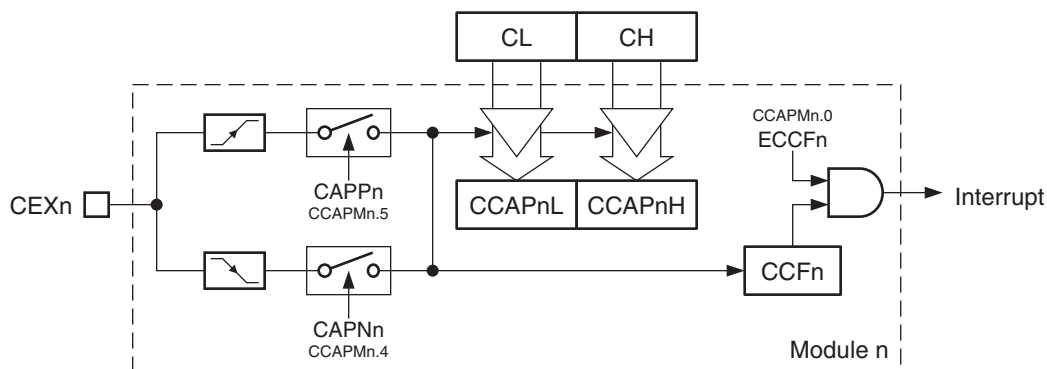 CL CH
CCAPMn.0
ECCFn
CAPPn
CCAPMn.5
CCAPnL CCAPnH
CEXn
Interrupt
CCFn
CAPNn
CCAPMn.4
Module n